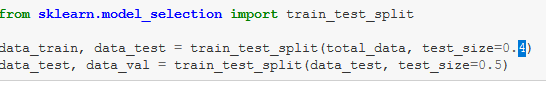 from sklearn.model_selection import train_test_split
data_train, data_test = train_test_split(total_data, test_size=0.4)
data_test, data_val = train_test_split(data_test, test_size=0.5)